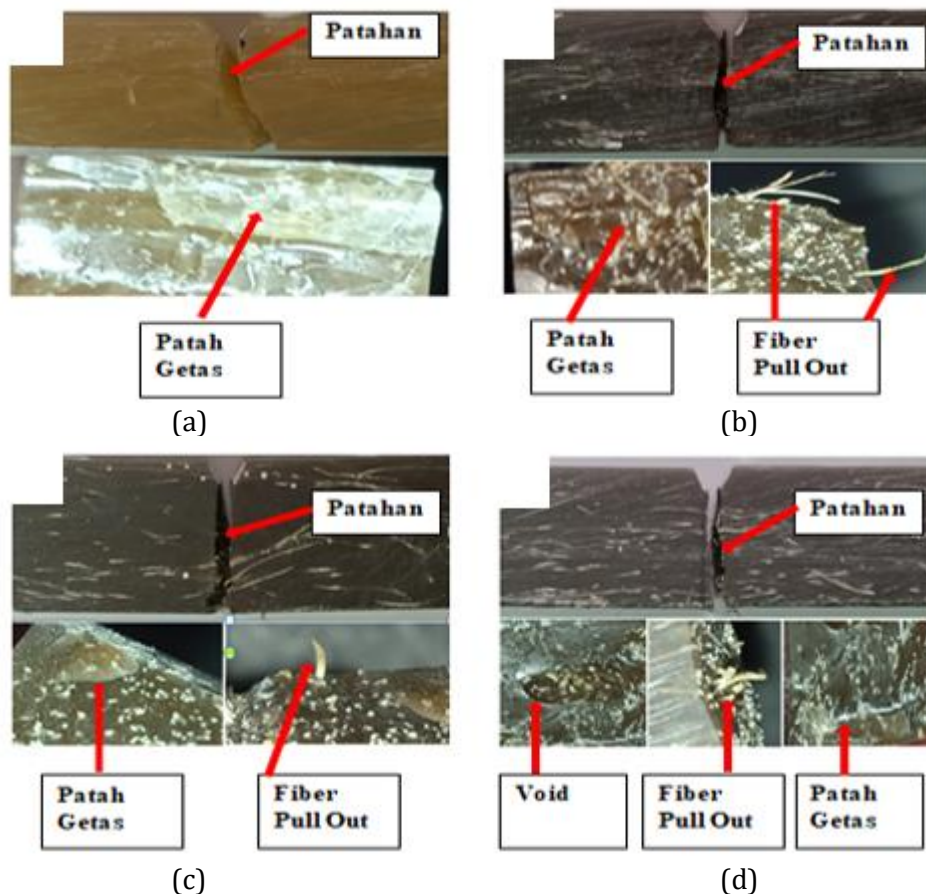 Patahan
Patah
Getas
(a)
Patahan
Patah
Getas
Fiber
Pull Out
(b)
Patahan
Patah
Getas
Fiber
Pull Out
(c)
Patahan
Void
Fiber
Pull Out
Patah
Getas
(d)